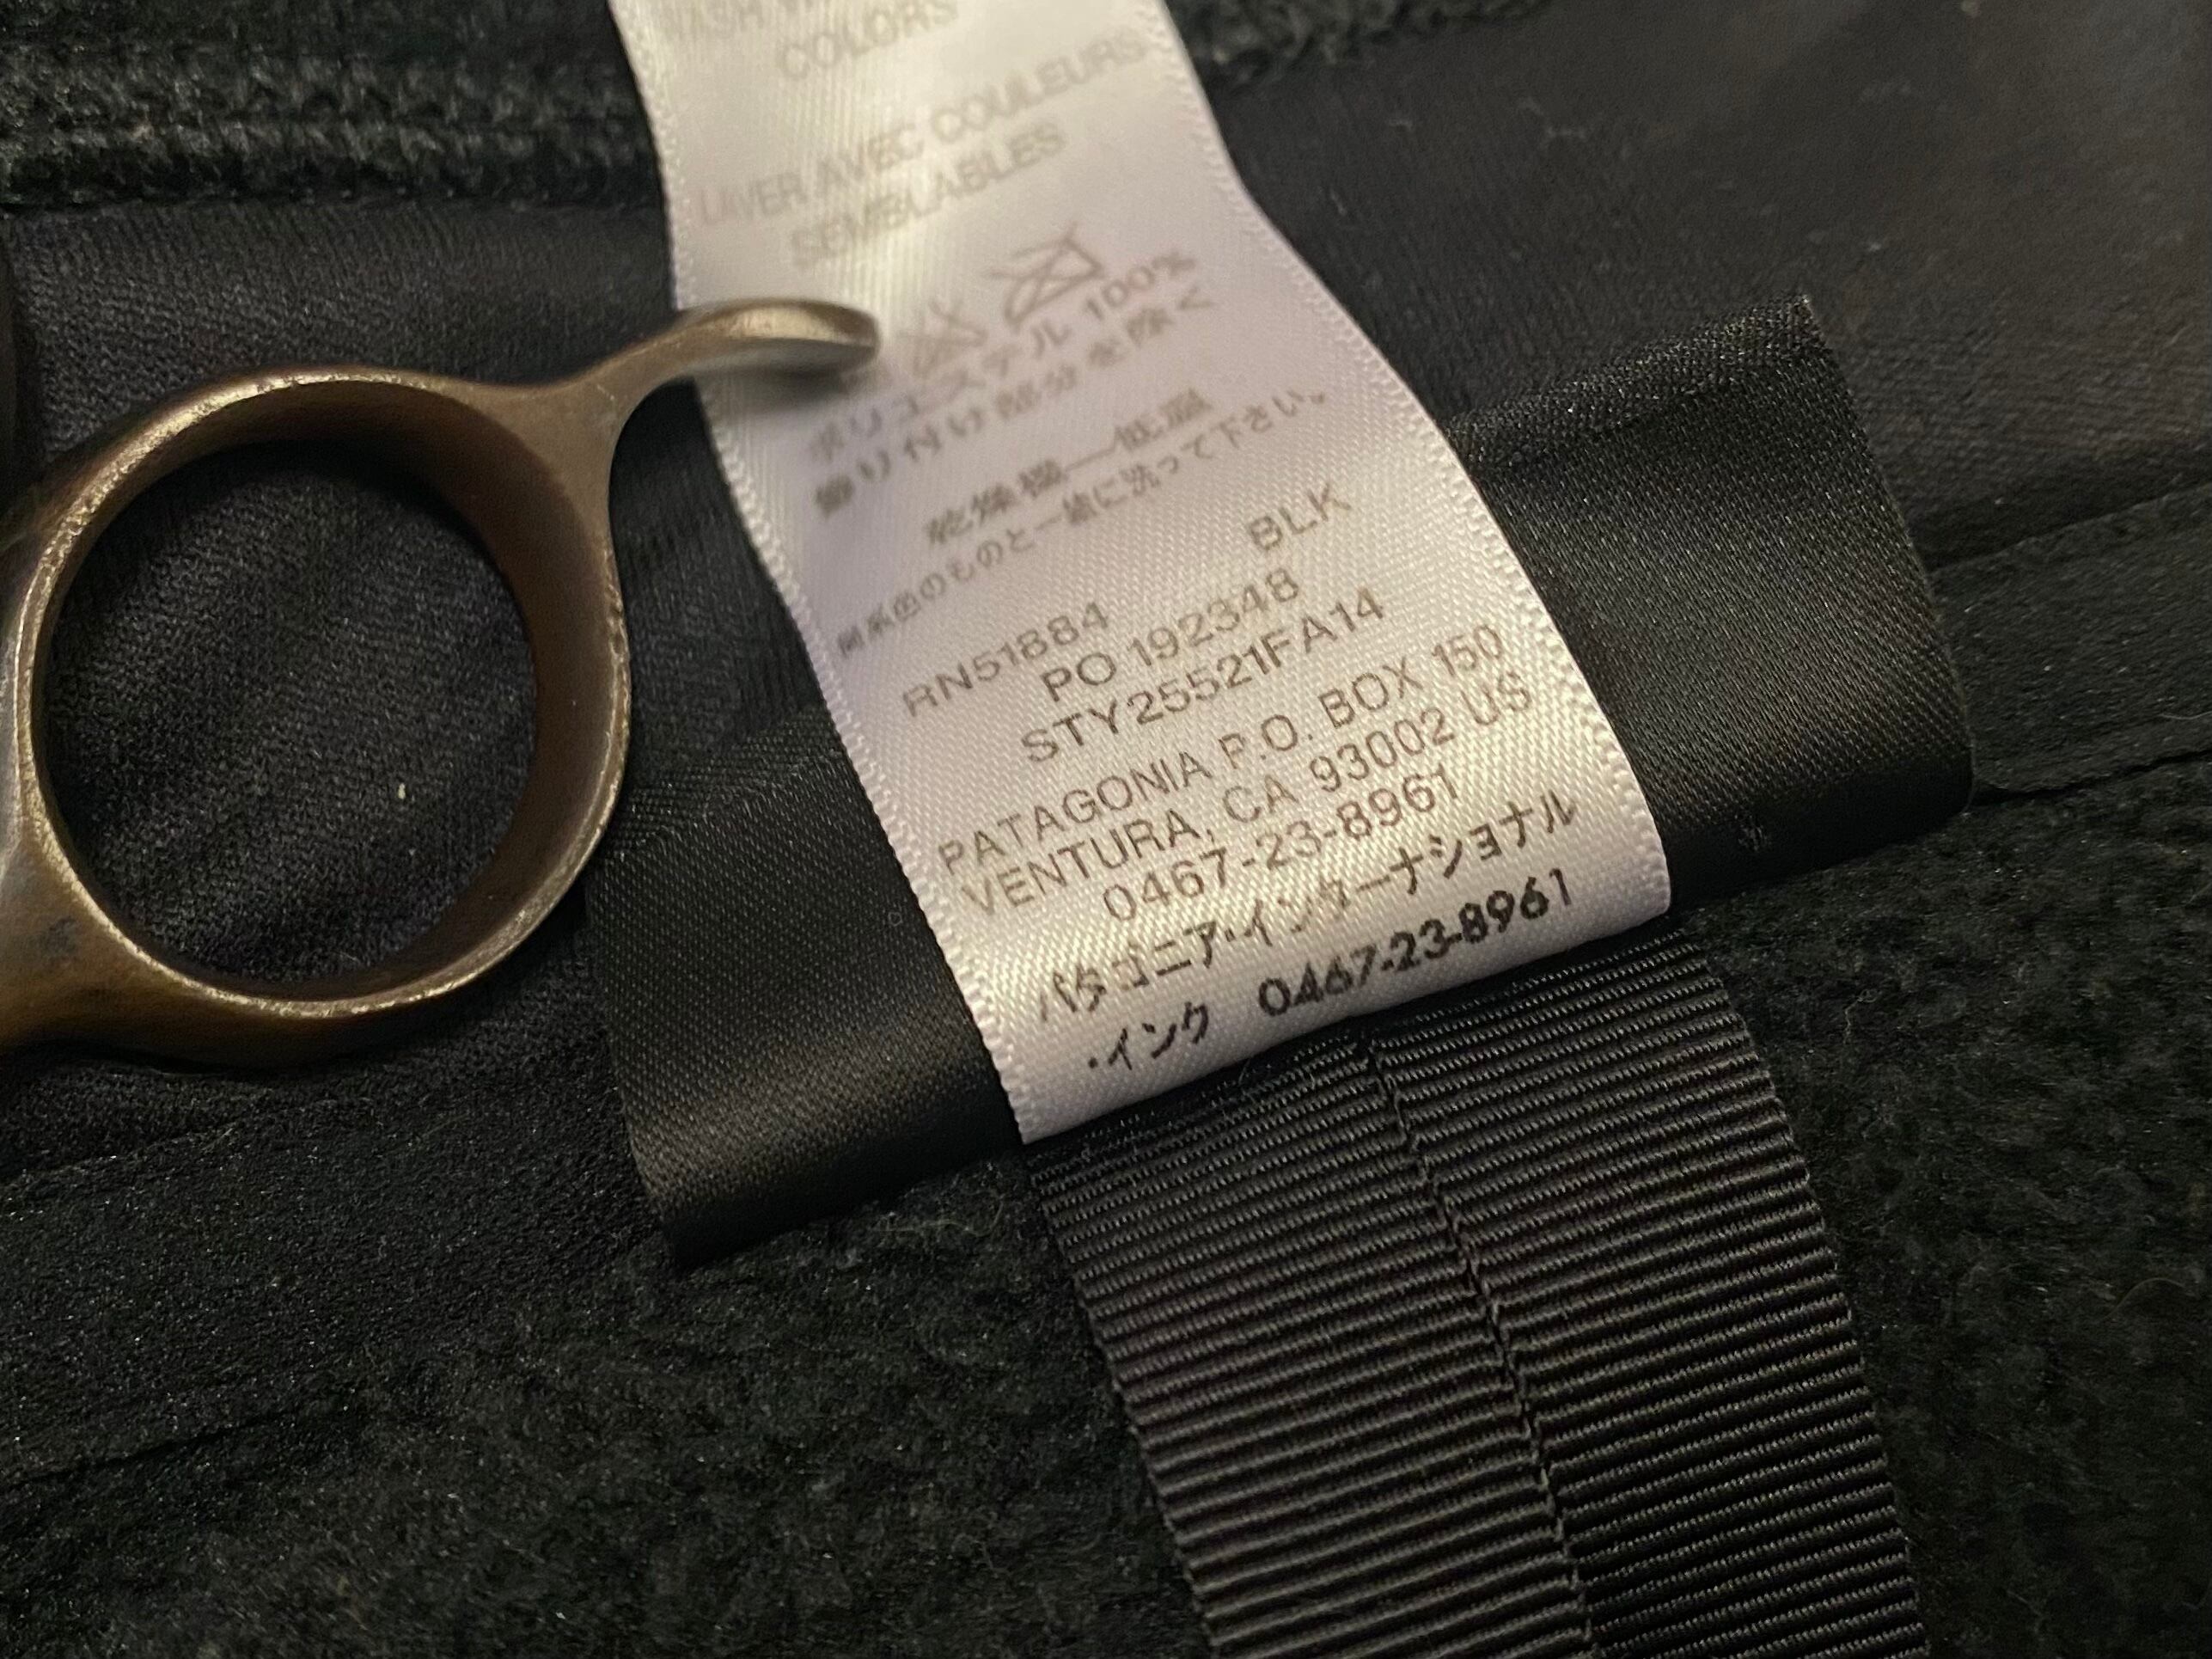 WASH
COLORS
LAVER AVEC COULEURS
SEMBLABLES
ポリエステル 100%
飾り付け部分を除く
乾燥機―低温
同系色のものと一緒に洗って下さい。
BLK
RN51884
PO 192348
STY25521FA14
PATAGONIA P.O. BOX 150
VENTURA, CA 93002 US
0467-23-8961
パタゴニア・インターナショナル
・インク 0467-23-8961